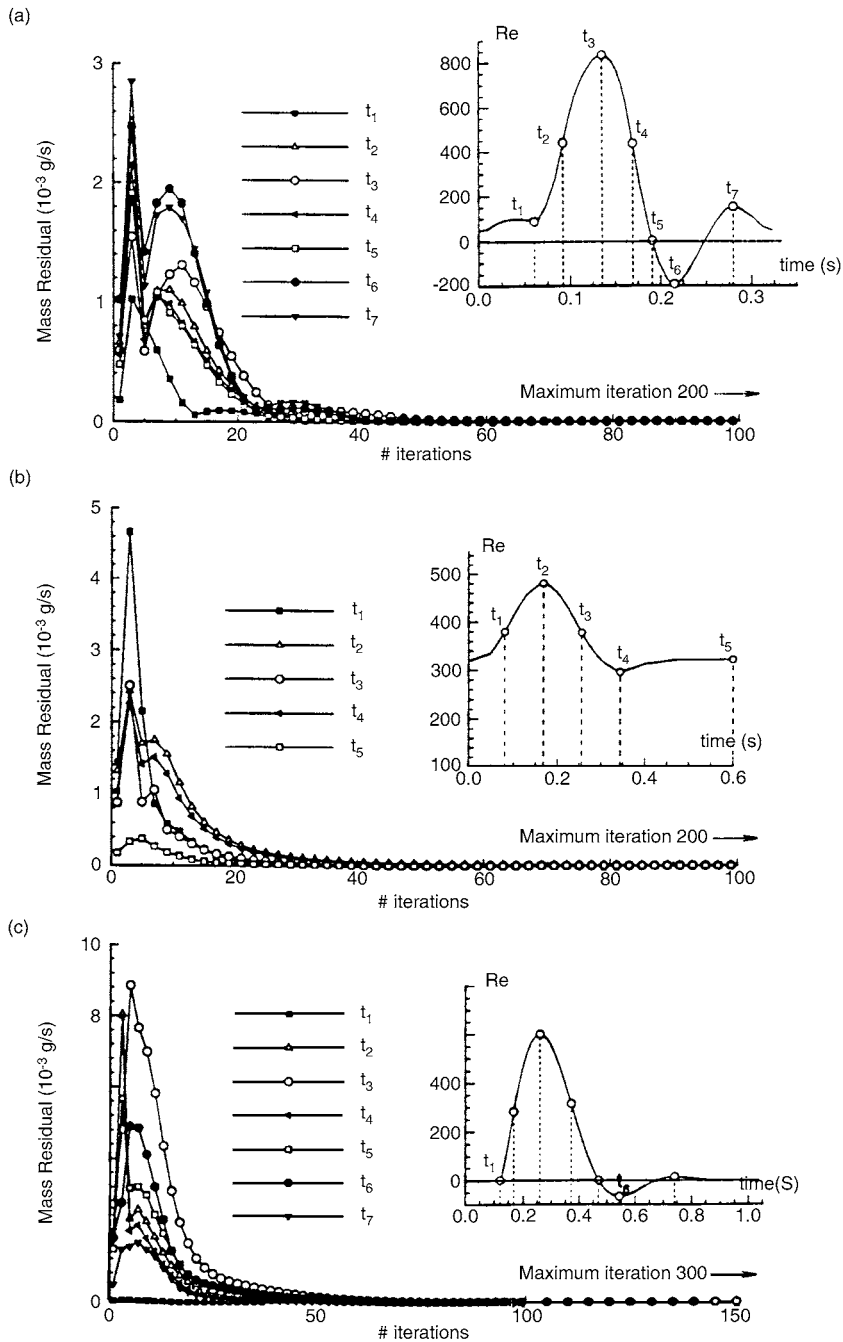 (a)
Mass Residual (10-3 g/s)
3
2
1
0
0
20
40
60
80
100
# iterations
t1
t2
t3
t4
t5
t6
t7
Maximum iteration 200
Re
800
600
400
200
0
-200
0.0
0.1
0.2
0.3
time (s)
t1
t2
t3
t4
t5
t6
t7
(b)
Mass Residual (10-3 g/s)
5
4
3
2
1
0
0
20
40
60
80
100
# iterations
t1
t2
t3
t4
t5
Maximum iteration 200
Re
500
400
300
200
100
0.0
0.2
0.4
0.6
time (s)
t1
t2
t3
t4
t5
(c)
Mass Residual (10-3 g/s)
10
8
0
0
50
100
150
# iterations
t1
t2
t3
t4
t5
t6
t7
Maximum iteration 300
Re
400
200
0
0.0
0.2
0.4
0.6
0.8
1.0
time(S)
t1